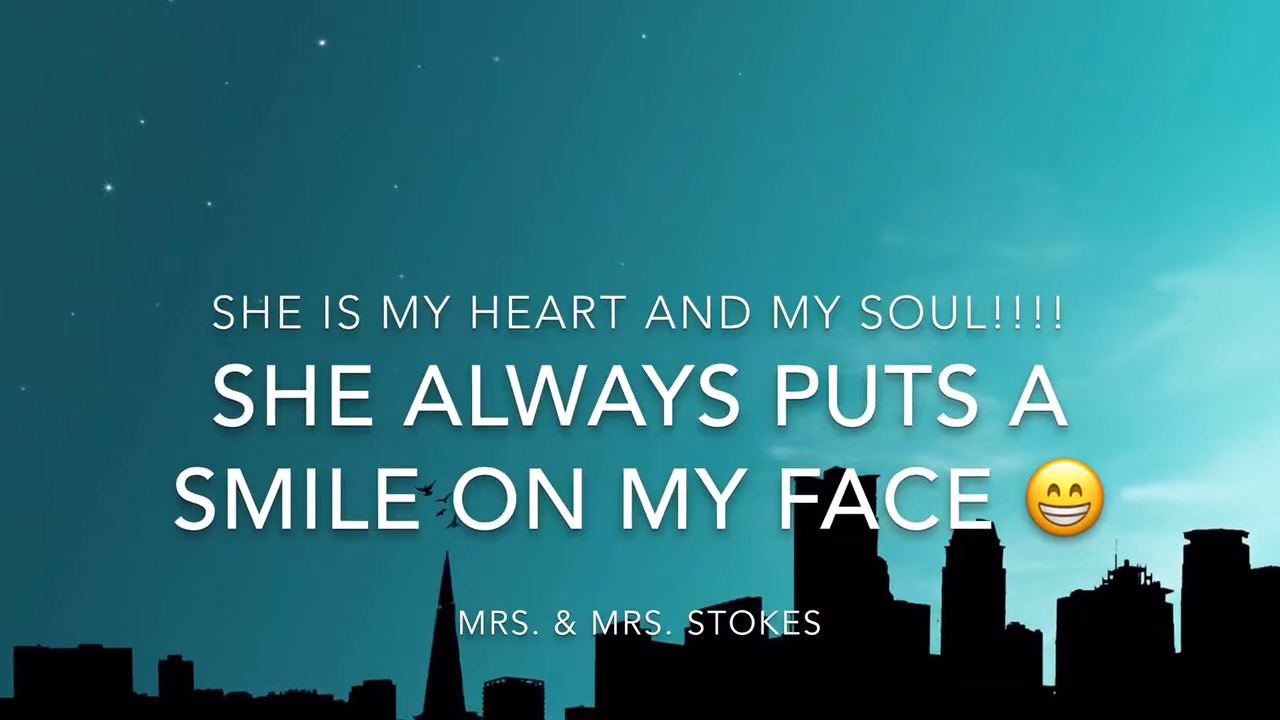 SHE IS MY HEART AND MY SOUL!!!!
SHE ALWAYS PUTS A
SMILE ON MY FACE 😁
MRS. & MRS. STOKES